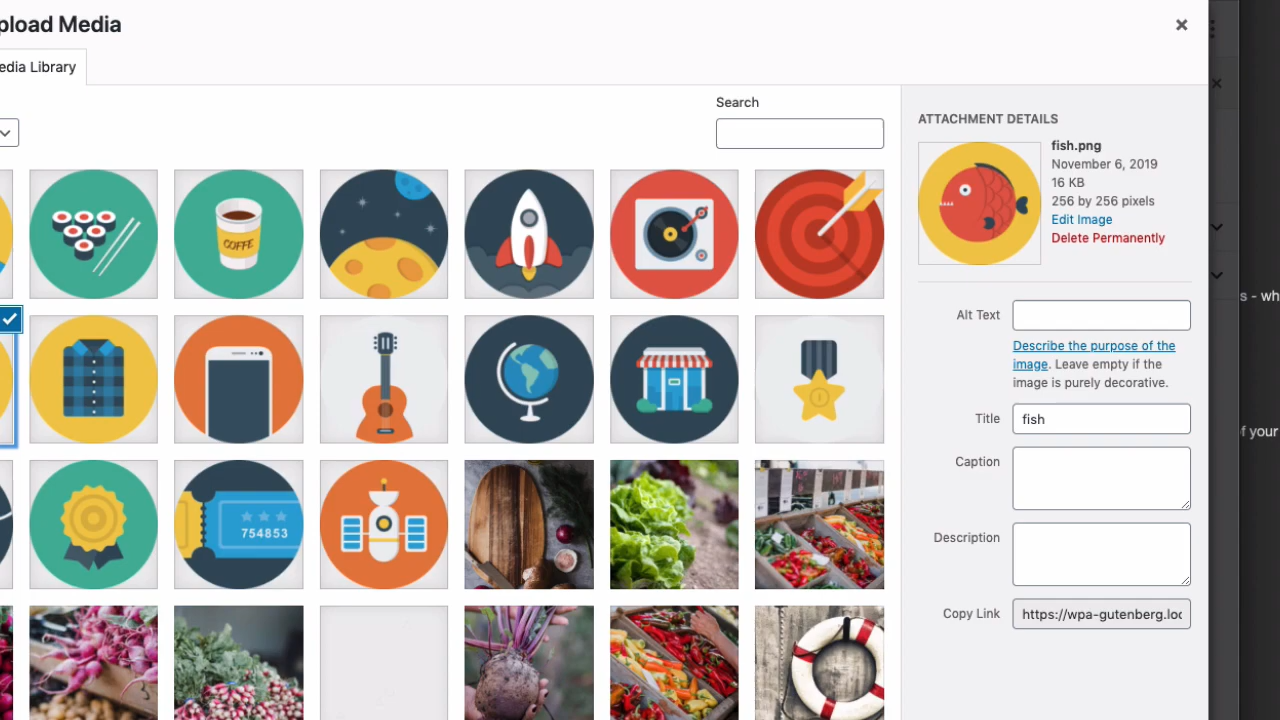 pload Media
edia Library
Search
COFFE
754853
ATTACHMENT DETAILS
fish.png
November 6, 2019
16 KB
256 by 256 pixels
Edit Image
Delete Permanently
Alt Text
Describe the purpose of the
image. Leave empty if the
image is purely decorative.
Title
fish
Caption
Description
Copy Link
https://wpa-gutenberg.loc
s - wh
of your